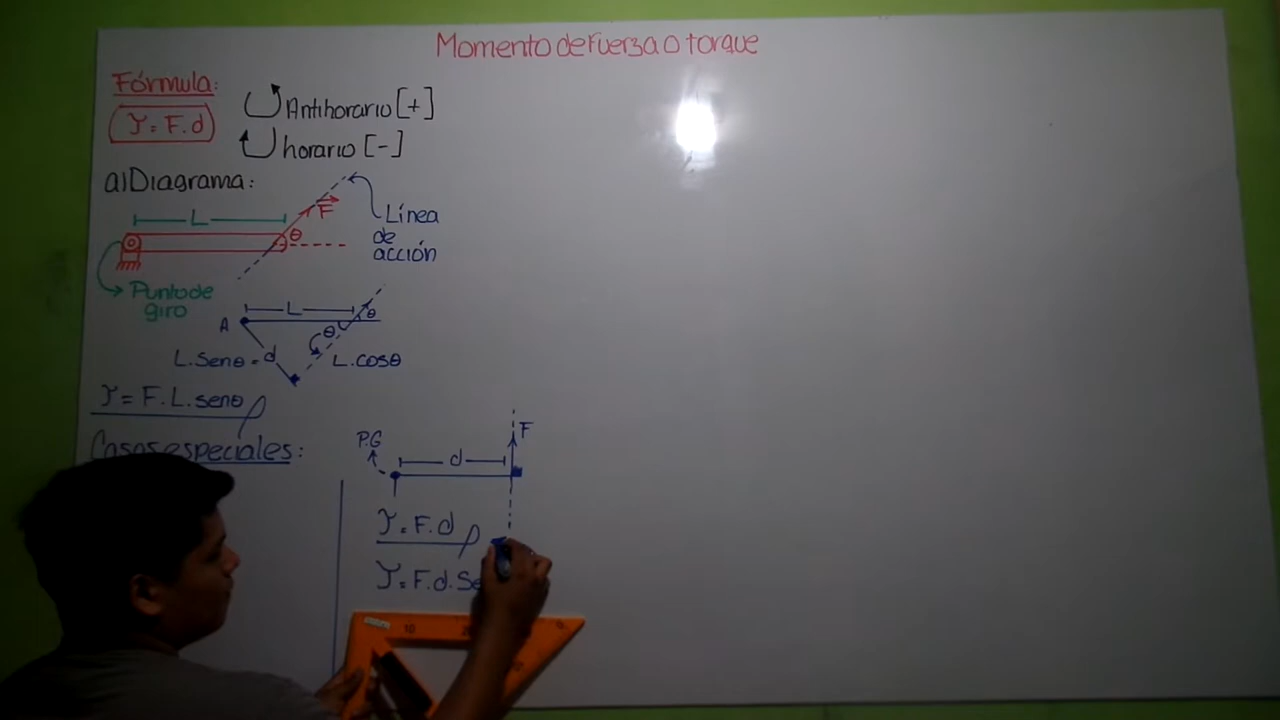 Momento de Fuerza o torque
Fórmula:
τ = F.d
Antihorario [+]
horario [-]
a) Diagrama:
L
F
θ
Línea
de
acción
Punto de
giro
A
L
θ
θ
L.Senθ = d
L.cosθ
τ = F.L.senθ
Casos especiales:
P.G
d
F
τ = F.d
τ = F.d.Se
10